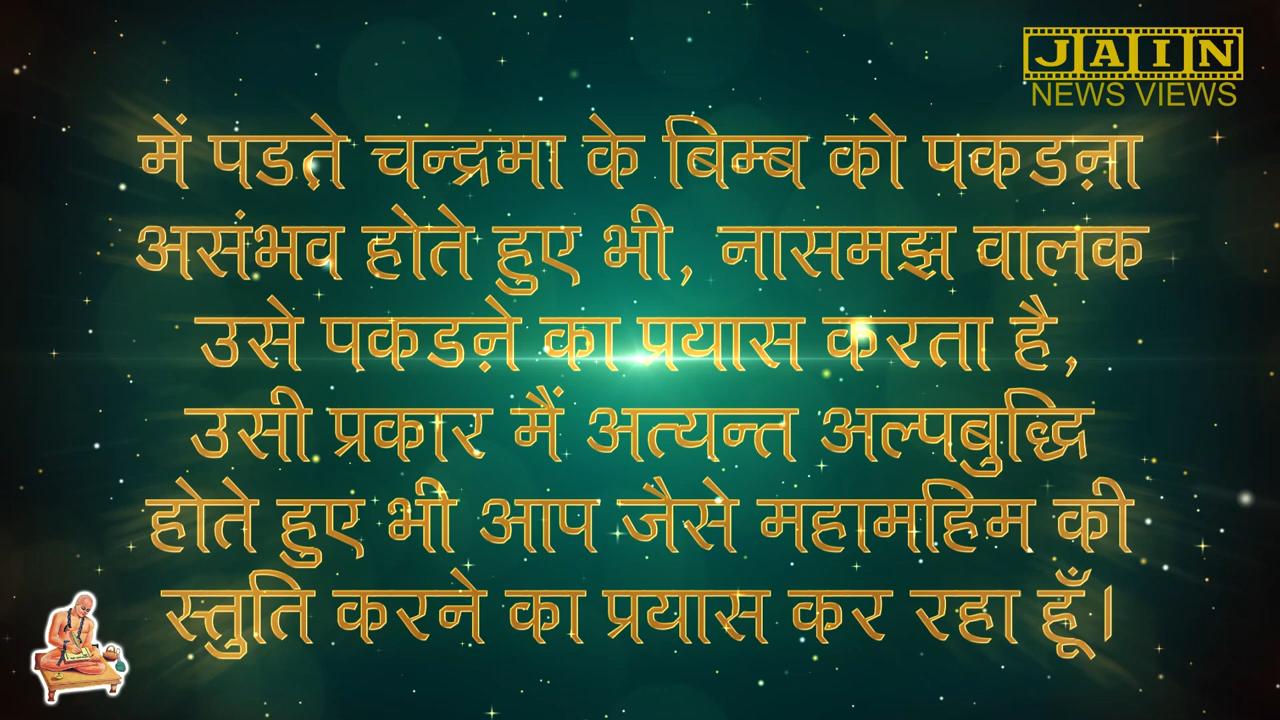 JAIN
NEWS VIEWS
में पडत़े चन्द्रमा के बिम्ब को पकडऩा
असंभव होते हुए भी, नासमझ वालक
उसे पकडऩे का प्रयास करता है,
उसी प्रकार मैं अत्यन्त अल्पबुद्धि
होते हुए भी आप जैसे महामहिम की
स्तुति करने का प्रयास कर रहा हूँ।